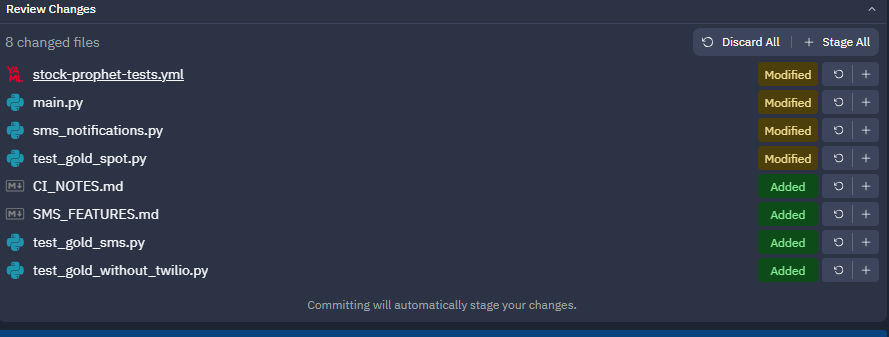 Review Changes
8 changed files
Discard All
Stage All
YAML stock-prophet-tests.yml Modified
main.py Modified
sms_notifications.py Modified
test_gold_spot.py Modified
M↓ CI_NOTES.md Added
M↓ SMS_FEATURES.md Added
test_gold_sms.py Added
test_gold_without_twilio.py Added
Committing will automatically stage your changes.